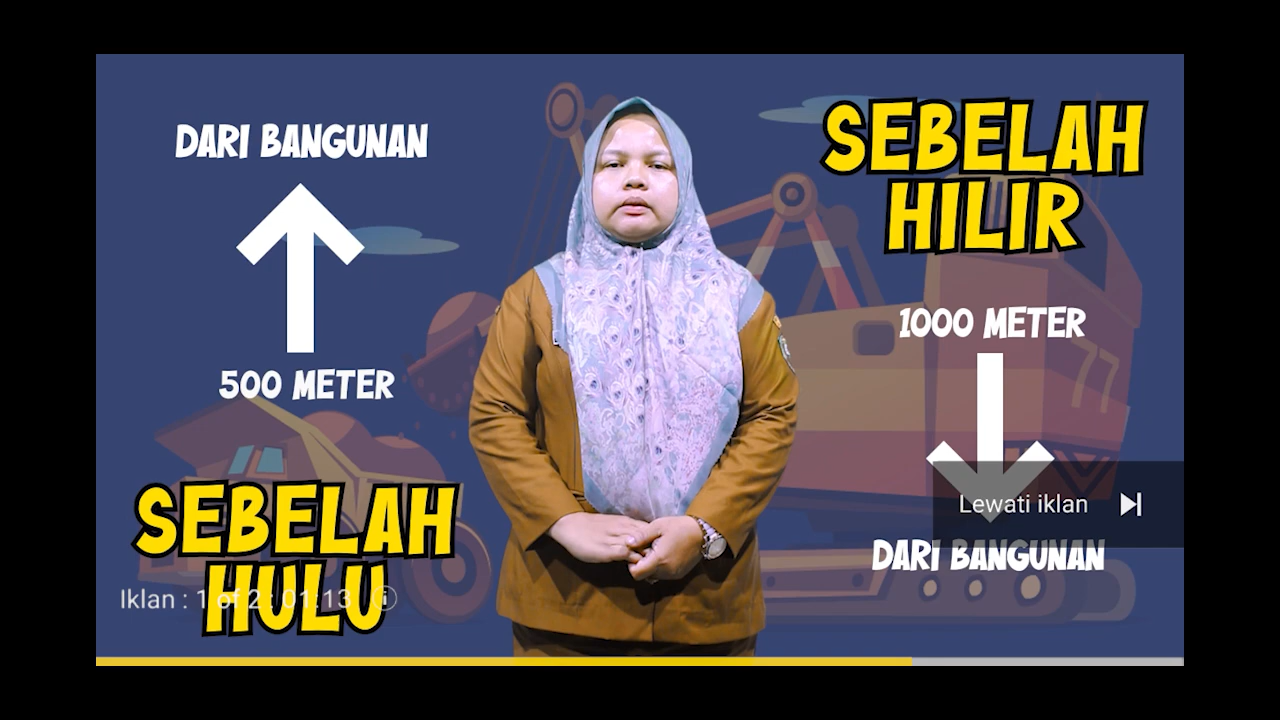 DARI BANGUNAN
500 METER
SEBELAH
HULU
SEBELAH
HILIR
1000 METER
DARI BANGUNAN
Lewati iklan
Iklan : 1 of 2 : 01:13